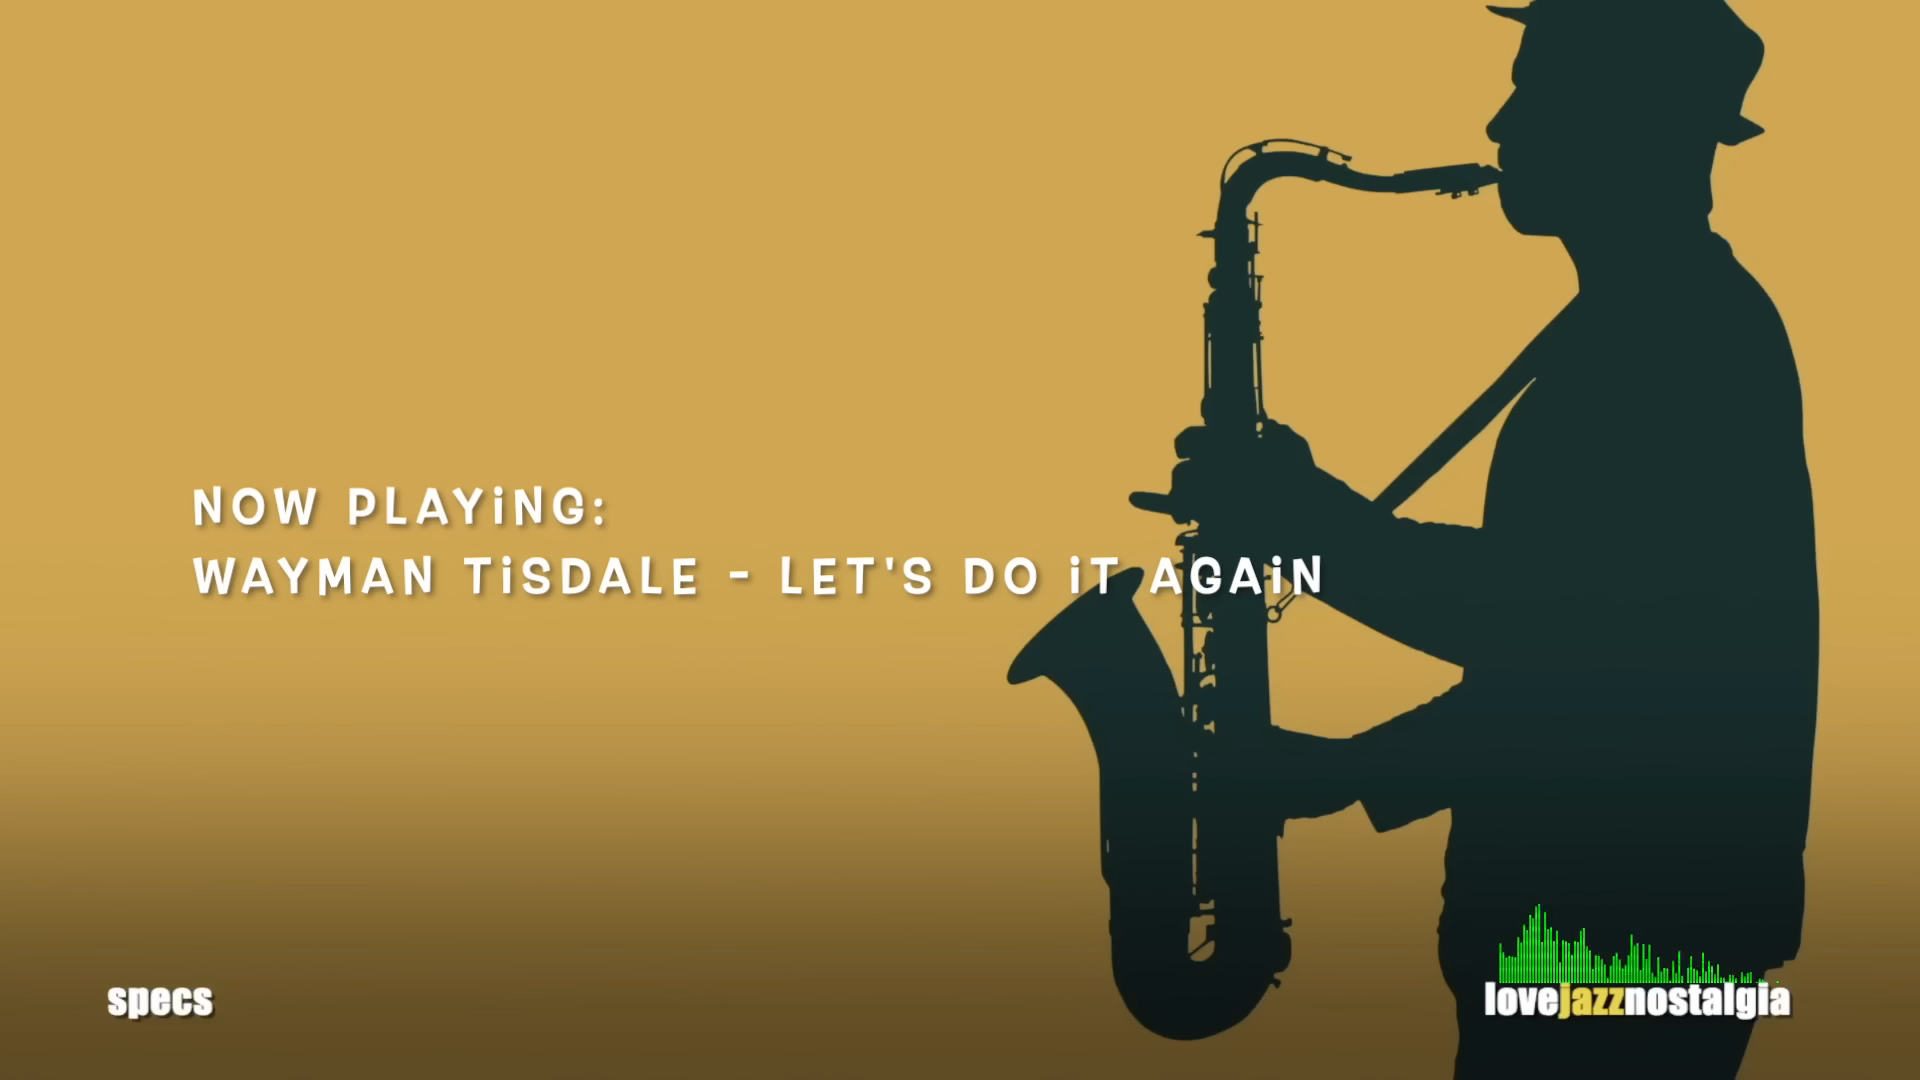 NOW PLAYiNG:
WAYMAN TiSDALE - LET'S DO iT AGAiN
specs
lovejazznostalgia